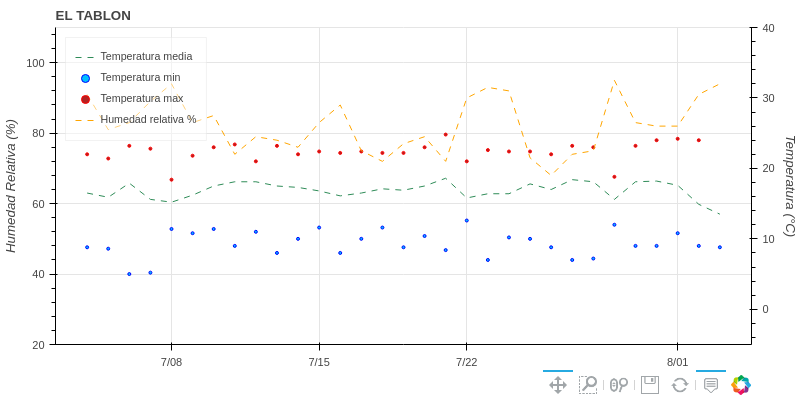 EL TABLON
Temperatura media
Temperatura min
Temperatura max
Humedad relativa %
Humedad Relativa (%)
100
80
60
40
20
Temperatura (°C)
40
30
20
10
0
7/08
7/15
7/22
8/01